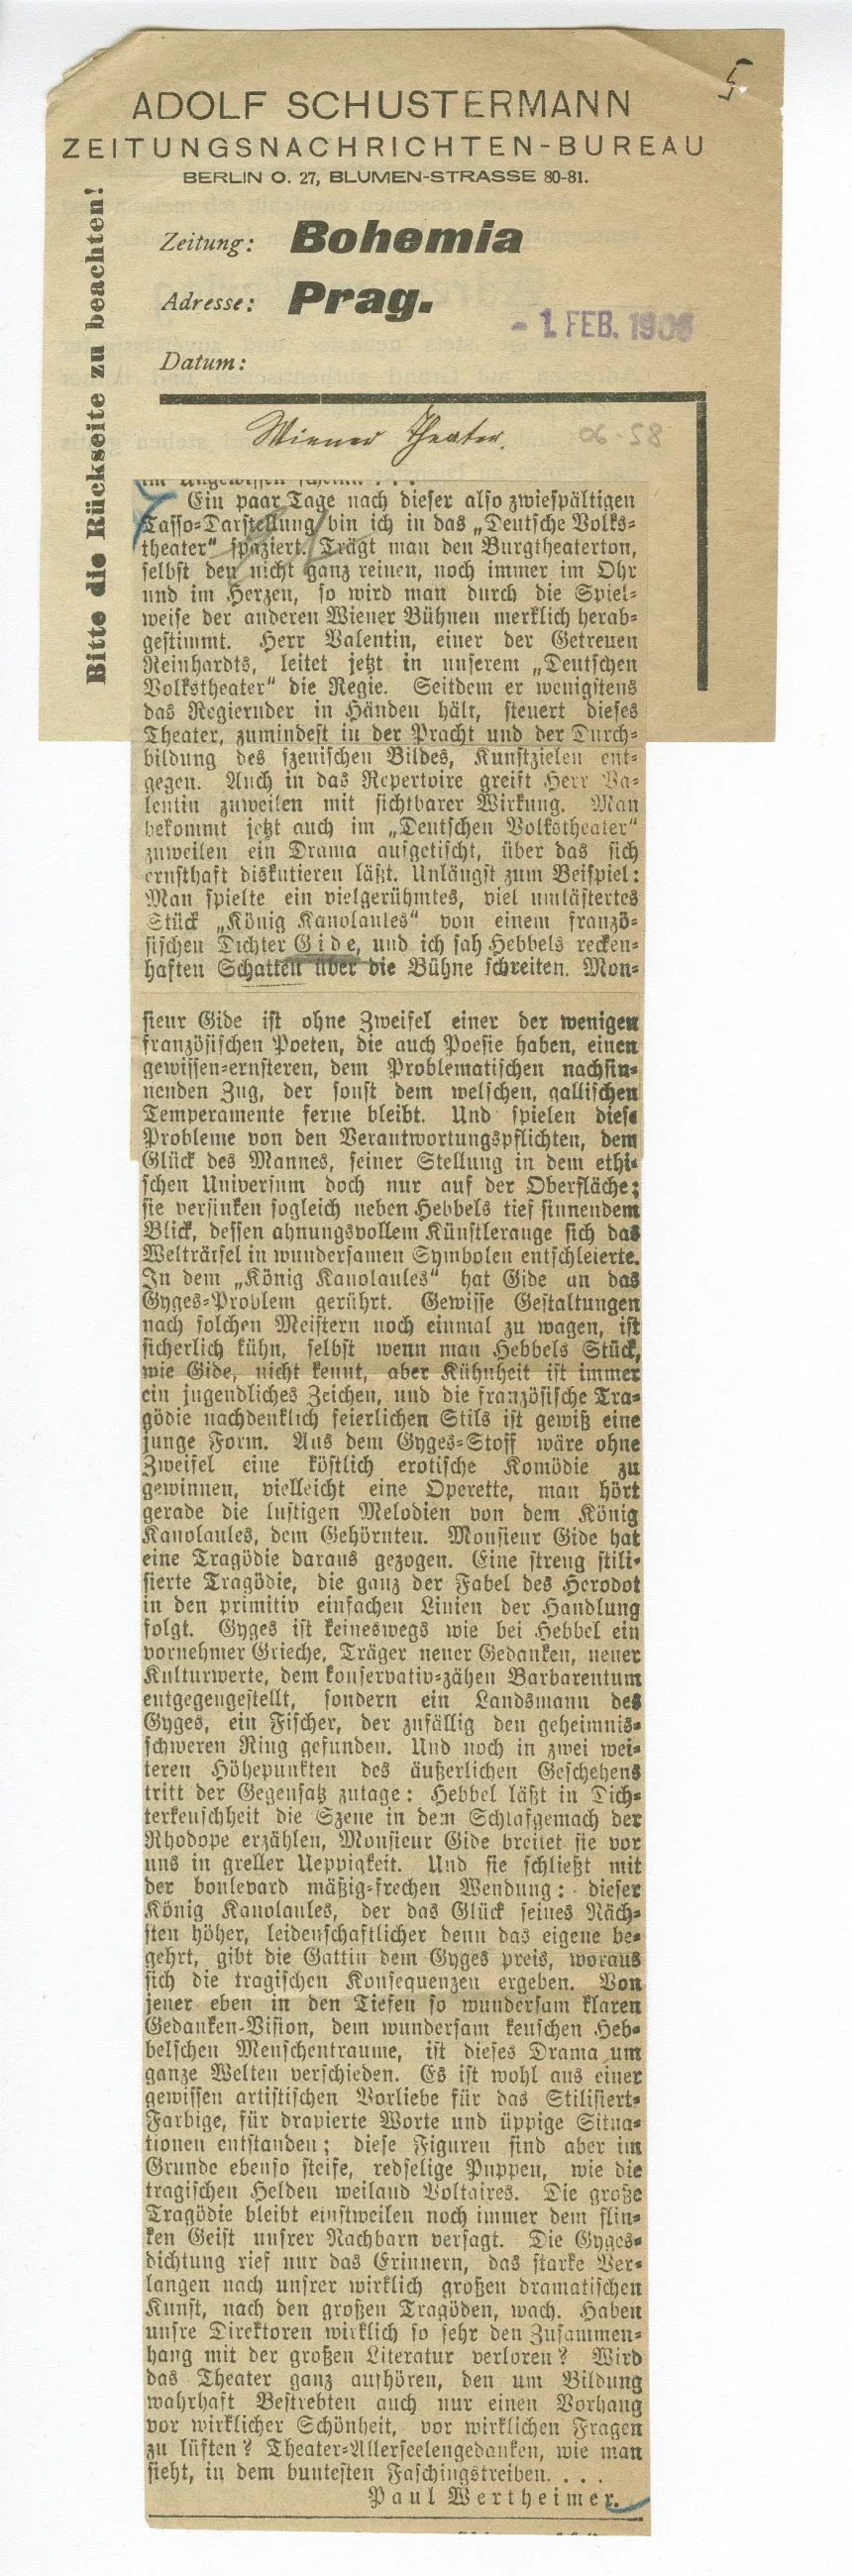 5
ADOLF SCHUSTERMANN
ZEITUNGSNACHRICHTEN-BUREAU
BERLIN O. 27, BLUMEN-STRASSE 80-81.
Bitte die Rückseite zu beachten!
Zeitung: Bohemia
Adresse: Prag.
- 1. FEB. 1906
Datum:
Wiener Theater.
im Ungewissen scheint . . .
Ein paar Tage nach dieser also zwiespältigen
Tasso-Darstellung bin ich in das „Deutsche Volks-
theater“ spaziert. Trägt man den Burgtheaterton,
selbst den nicht ganz reinen, noch immer im Ohr
und im Herzen, so wird man durch die Spiel-
weise der anderen Wiener Bühnen merklich herab-
gestimmt. Herr Valentin, einer der Getreuen
Reinhardts, leitet jetzt in unserem „Deutschen
Volkstheater“ die Regie. Seitdem er wenigstens
das Regieruder in Händen hält, steuert dieses
Theater, zumindest in der Pracht und der Durch-
bildung des szenischen Bildes, Kunstzielen ent-
gegen. Auch in das Repertoire greift Herr Va-
lentin zuweilen mit sichtbarer Wirkung. Man
bekommt jetzt auch im „Deutschen Volkstheater“
zuweilen ein Drama aufgetischt, über das sich
ernsthaft diskutieren läßt. Unlängst zum Beispiel:
Man spielte ein vielgerühmtes, viel umlästertes
Stück „König Kanolaules“ von einem franzö-
sischen Dichter Gide, und ich sah Hebbels recken-
haften Schatten über die Bühne schreiten. Mon-
sieur Gide ist ohne Zweifel einer der wenigen
französischen Poeten, die auch Poesie haben, einen
gewissen-ernsteren, dem Problematischen nachsin-
nenden Zug, der sonst dem welschen, gallischen
Temperamente ferne bleibt. Und spielen diese
Probleme von den Verantwortungspflichten, dem
Glück des Mannes, seiner Stellung in dem ethi-
schen Universum doch nur auf der Oberfläche;
sie versinken sogleich neben Hebbels tief sinnendem
Blick, dessen ahnungsvollem Künstlerauge sich das
Welträtsel in wundersamen Symbolen entschleierte.
In dem „König Kanolaules“ hat Gide an das
Gyges-Problem gerührt. Gewisse Gestaltungen
nach solchen Meistern noch einmal zu wagen, ist
sicherlich kühn, selbst wenn man Hebbels Stück,
wie Gide, nicht kennt, aber Kühnheit ist immer
ein jugendliches Zeichen, und die französische Tra-
gödie nachdenklich feierlichen Stils ist gewiß eine
junge Form. Aus dem Gyges-Stoff wäre ohne
Zweifel eine köstlich erotische Komödie zu
gewinnen, vielleicht eine Operette, man hört
gerade die lustigen Melodien von dem König
Kanolaules, dem Gehörnten. Monsieur Gide hat
eine Tragödie daraus gezogen. Eine streng stili-
sierte Tragödie, die ganz der Fabel des Herodot
in den primitiv einfachen Linien der Handlung
folgt. Gyges ist keineswegs wie bei Hebbel ein
vornehmer Grieche, Träger neuer Gedanken, neuer
Kulturwerte, dem konservativ-zähen Barbarentum
entgegengestellt, sondern ein Landsmann des
Gyges, ein Fischer, der zufällig den geheimnis-
schweren Ring gefunden. Und noch in zwei wei-
teren Höhepunkten des äußerlichen Geschehens
tritt der Gegensatz zutage: Hebbel läßt in Dich-
terkeuschheit die Szene in dem Schlafgemach der
Rhodope erzählen, Monsieur Gide breitet sie vor
uns in greller Ueppigkeit. Und sie schließt mit
der boulevard mäßig-frechen Wendung: dieser
König Kanolaules, der das Glück seines Näch-
sten höher, leidenschaftlicher denn das eigene be-
gehrt, gibt die Gattin dem Gyges preis, woraus
sich die tragischen Konsequenzen ergeben. Von
jener eben in den Tiefen so wundersam klaren
Gedanken-Vision, dem wundersam keuschen Heb-
belschen Menschentraume, ist dieses Drama um
ganze Welten verschieden. Es ist wohl aus einer
gewissen artistischen Vorliebe für das Stilisiert-
Farbige, für drapierte Worte und üppige Situa-
tionen entstanden; diese Figuren sind aber im
Grunde ebenso steife, redselige Puppen, wie die
tragischen Helden weiland Voltaires. Die große
Tragödie bleibt einstweilen noch immer dem flin-
ken Geist unsrer Nachbarn versagt. Die Gyges-
dichtung rief nur das Erinnern, das starke Ver-
langen nach unsrer wirklich großen dramatischen
Kunst, nach den großen Tragöden, wach. Haben
unsre Direktoren wirklich so sehr den Zusammen-
hang mit der großen Literatur verloren? Wird
das Theater ganz aufhören, den um Bildung
wahrhaft Bestrebten auch nur einen Vorhang
vor wirklicher Schönheit, vor wirklichen Fragen
zu lüften? Theater-Allerseelengedanken, wie man
sieht, in dem buntesten Faschingstreiben. . . .
Paul Wertheimer.